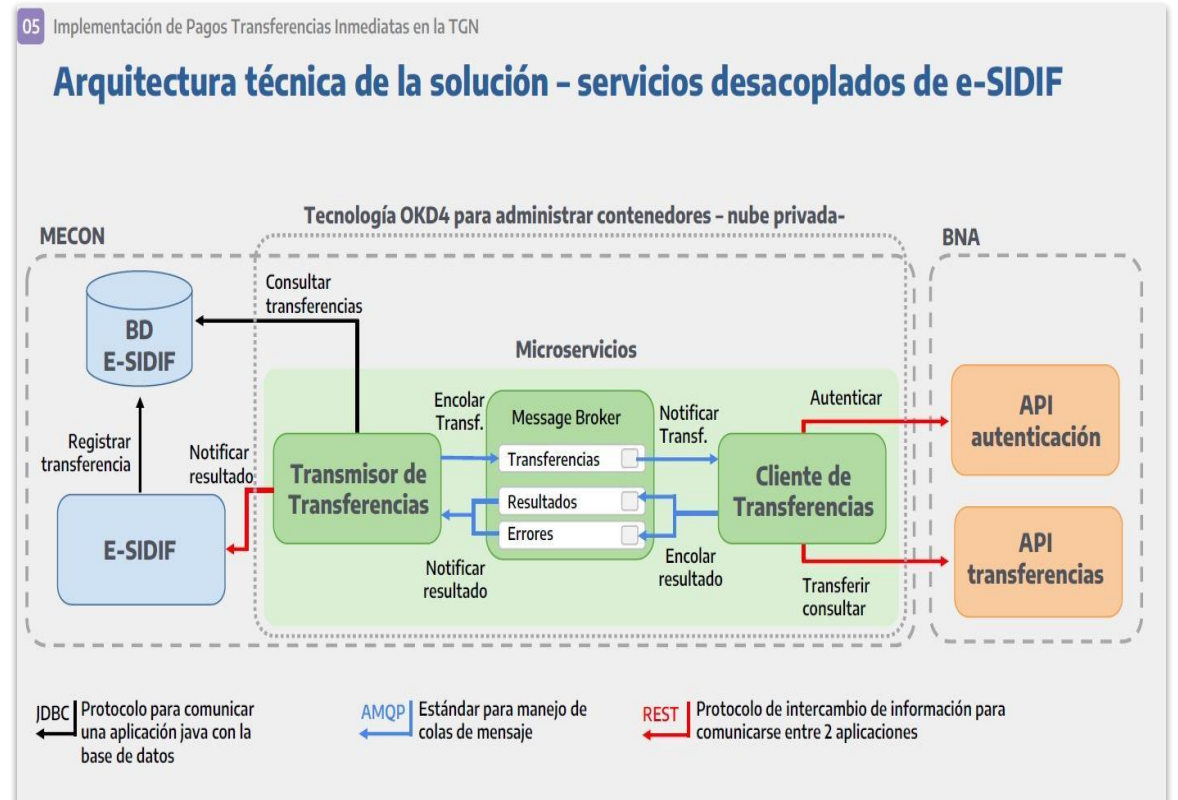 05 Implementación de Pagos Transferencias Inmediatas en la TGN
Arquitectura técnica de la solución – servicios desacoplados de e-SIDIF
Tecnología OKD4 para administrar contenedores – nube privada-
MECON
BNA
Consultar
transferencias
BD
E-SIDIF
Microservicios
Registrar
transferencia
Notificar
resultado
E-SIDIF
Transmisor de
Transferencias
Encolar
Transf.
Message Broker
Transferencias
Resultados
Errores
Notificar
resultado
Notificar
Transf.
Encolar
resultado
Cliente de
Transferencias
Autenticar
Transferir
consultar
API
autenticación
API
transferencias
JDBC
Protocolo para comunicar
una aplicación java con la
base de datos
AMQP
Estándar para manejo de
colas de mensaje
REST
Protocolo de intercambio de información para
comunicarse entre 2 aplicaciones